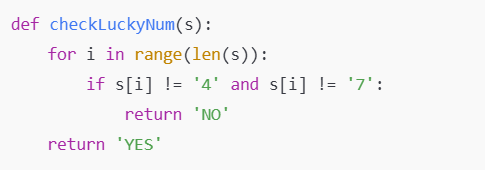 def checkLuckyNum(s):
    for i in range(len(s)):
        if s[i] != '4' and s[i] != '7':
            return 'NO'
    return 'YES'